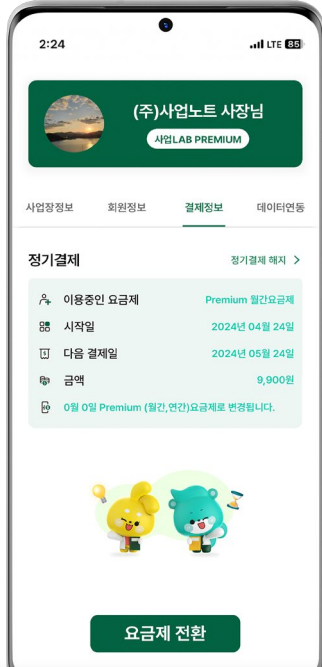 2:24
LTE 85
(주)사업노트 사장님
사업LAB PREMIUM
사업장정보 회원정보 결제정보 데이터연동
정기결제 정기결제 해지 >
이용중인 요금제 Premium 월간요금제
시작일 2024년 04월 24일
다음 결제일 2024년 05월 24일
금액 9,900원
0월 0일 Premium (월간,연간)요금제로 변경됩니다.
요금제 전환